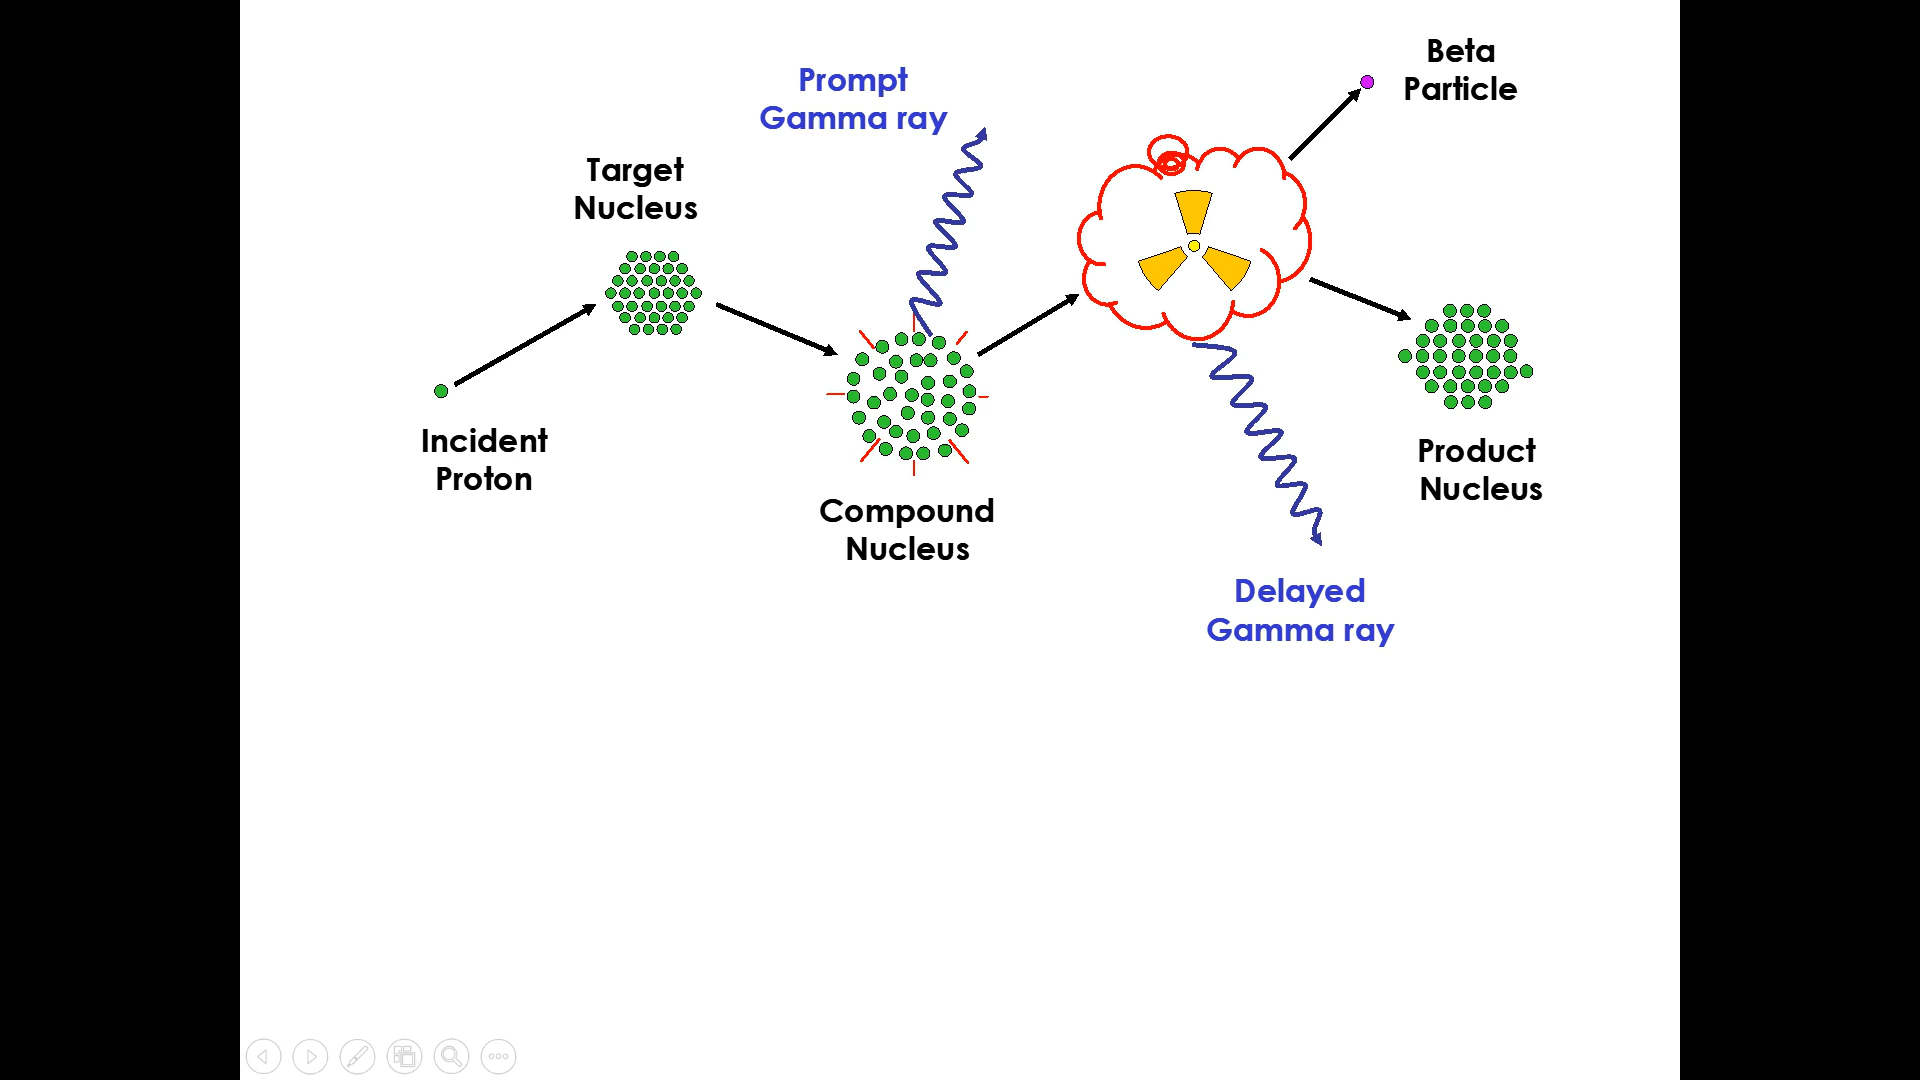 Beta
Particle
Prompt
Gamma ray
Target
Nucleus
Incident
Proton
Compound
Nucleus
Product
Nucleus
Delayed
Gamma ray